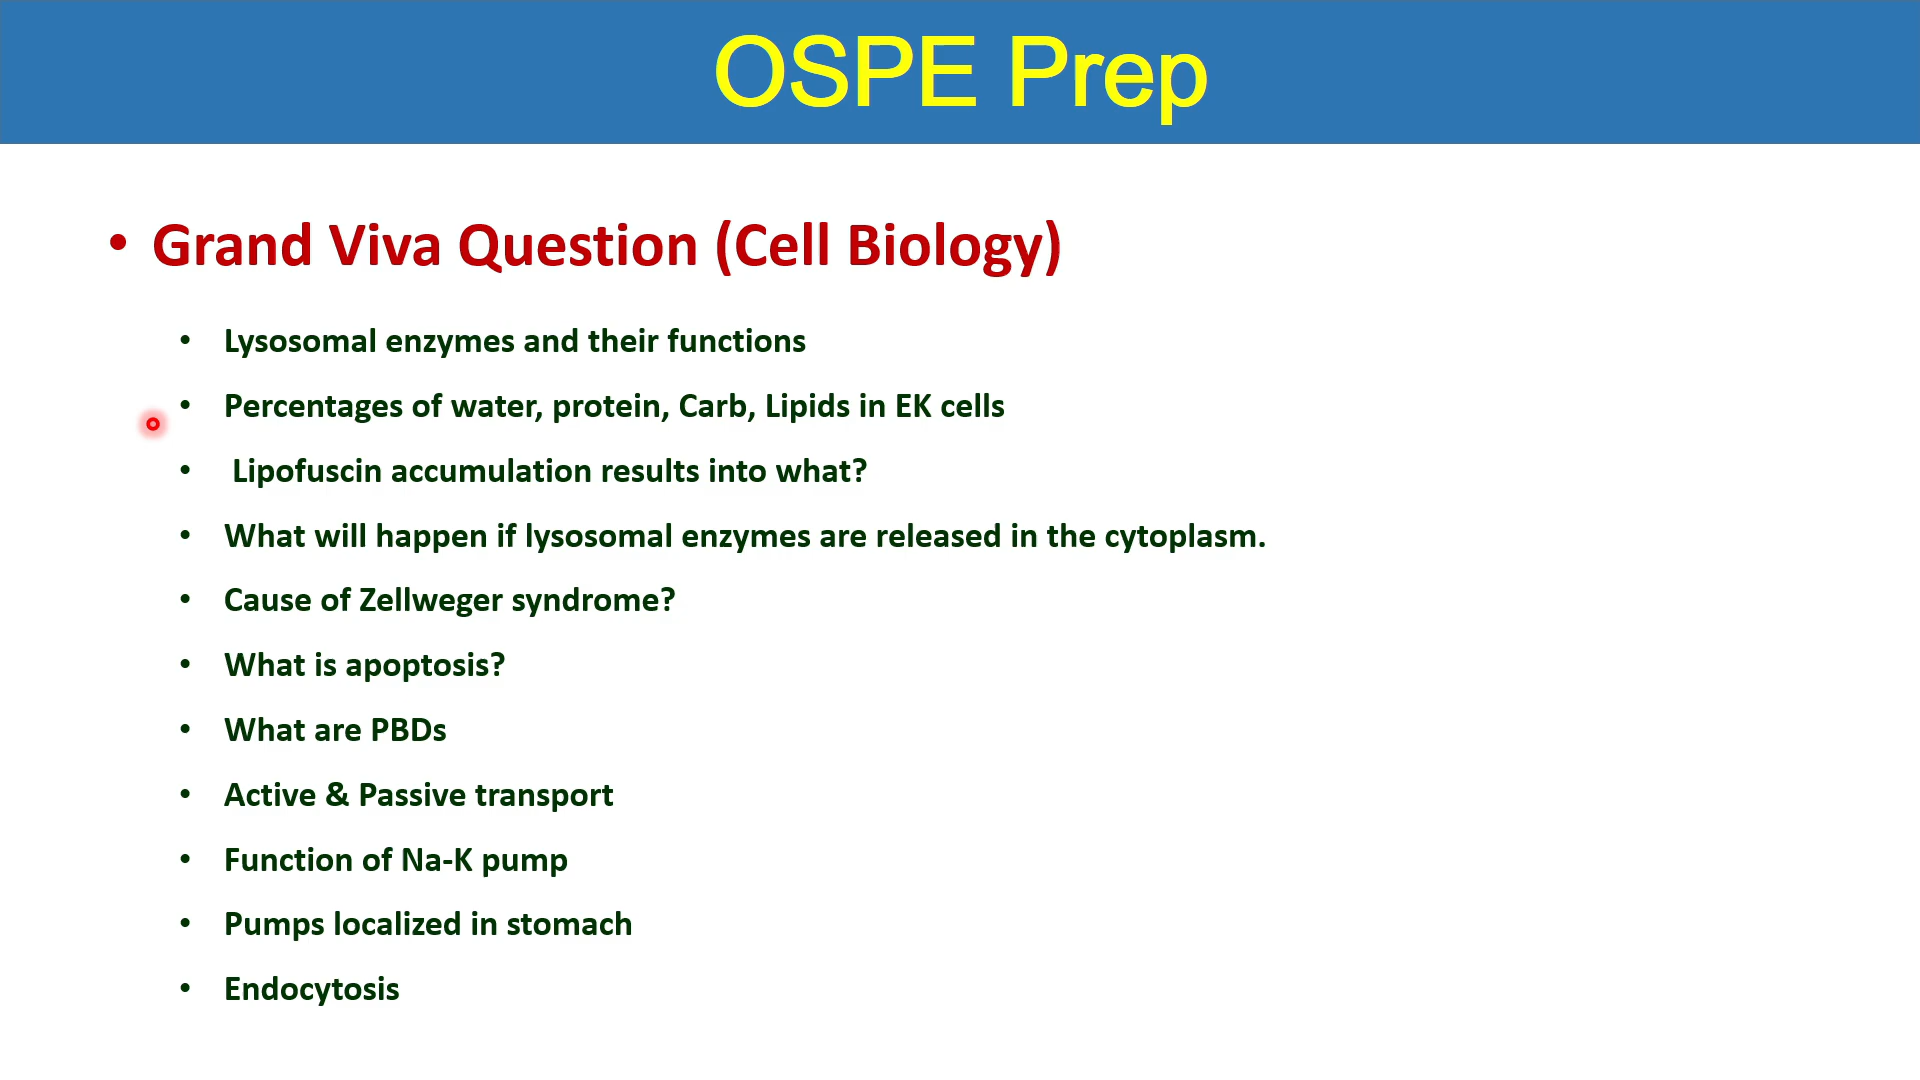 OSPE Prep
• Grand Viva Question (Cell Biology)
• Lysosomal enzymes and their functions
• Percentages of water, protein, Carb, Lipids in EK cells
• Lipofuscin accumulation results into what?
• What will happen if lysosomal enzymes are released in the cytoplasm.
• Cause of Zellweger syndrome?
• What is apoptosis?
• What are PBDs
• Active & Passive transport
• Function of Na-K pump
• Pumps localized in stomach
• Endocytosis